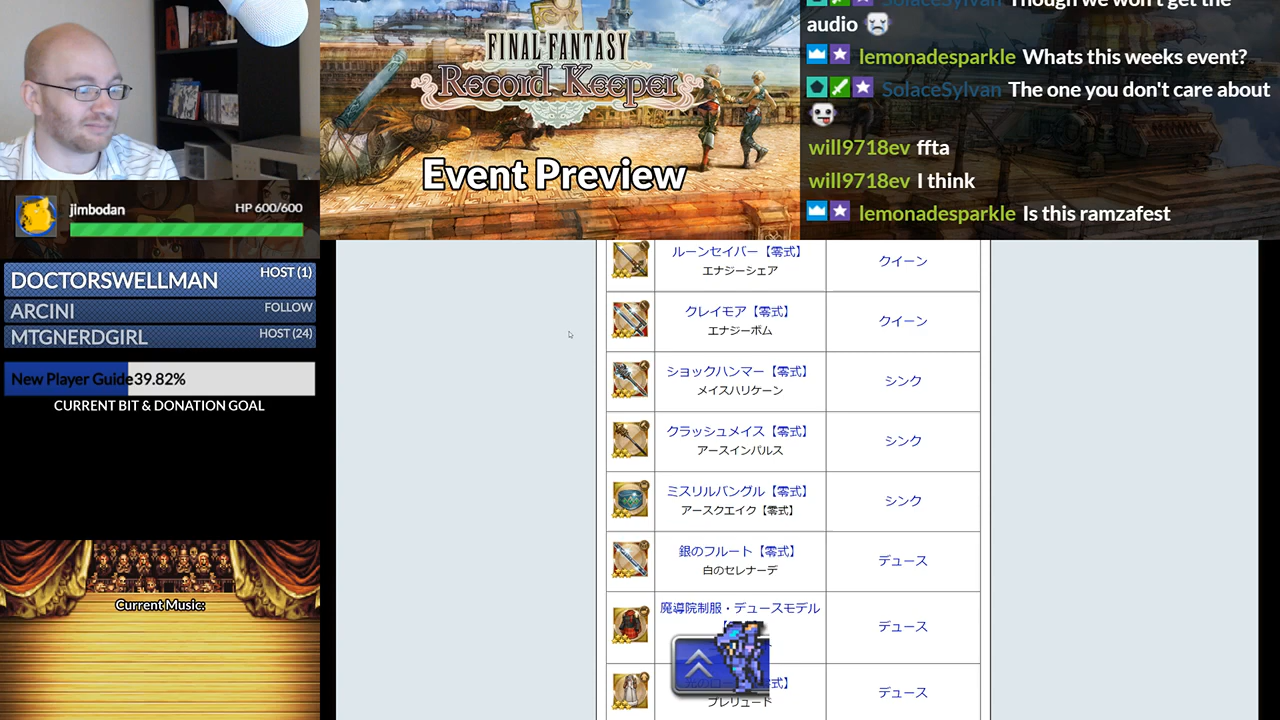 FINAL FANTASY
Record Keeper
Event Preview
SolaceSylvan Though we won't get the
audio
lemonadesparkle Whats this weeks event?
SolaceSylvan The one you don't care about
will9718ev ffta
will9718ev I think
lemonadesparkle Is this ramzafest
jimbodan
HP 600/600
DOCTORSWELLMAN
HOST (1)
ARCINI
FOLLOW
MTGNERDGIRL
HOST (24)
New Player Guide39.82%
CURRENT BIT & DONATION GOAL
Current Music:
ルーンセイバー【零式】
エナジーシェア
クイーン
クレイモア【零式】
エナジーボム
クイーン
ショックハンマー【零式】
メイスハリケーン
シンク
クラッシュメイス【零式】
アースインパルス
シンク
ミスリルバングル【零式】
アースクエイク【零式】
シンク
銀のフルート【零式】
白のセレナーデ
デュース
魔導院制服・デュースモデル
デュース
式】
プレリュード
デュース